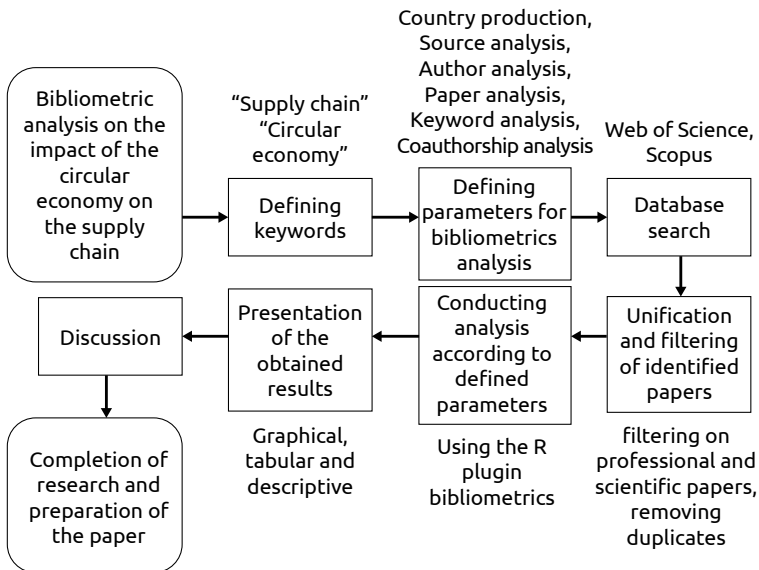 Bibliometric
analysis on the
impact of the
circular
economy on
the supply
chain
“Supply chain”
“Circular
economy”
Defining
keywords
Country production,
Source analysis,
Author analysis,
Paper analysis,
Keyword analysis,
Coauthorship analysis
Defining
parameters for
bibliometrics
analysis
Web of Science,
Scopus
Database
search
Unification
and filtering
of identified
papers
filtering on
professional and
scientific papers,
removing
duplicates
Conducting
analysis
according to
defined
parameters
Using the R
plugin
bibliometrics
Presentation
of the
obtained
results
Graphical,
tabular and
descriptive
Discussion
Completion of
research and
preparation of
the paper